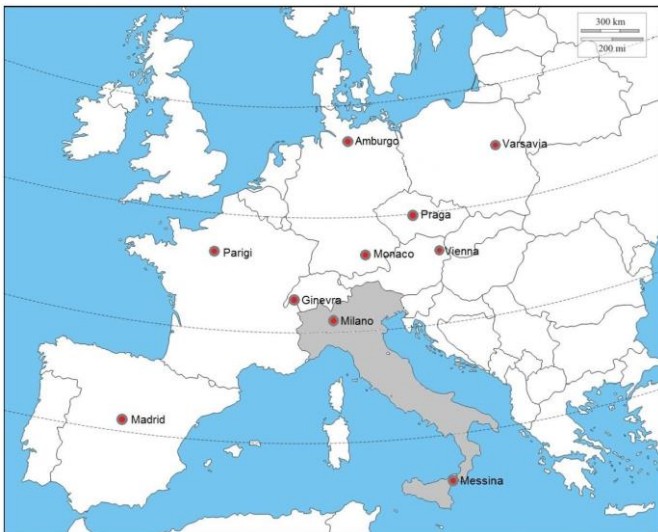 300 km
200 mi
Amburgo
Varsavia
Praga
Parigi
Monaco
Vienna
Ginevra
Milano
Madrid
Messina